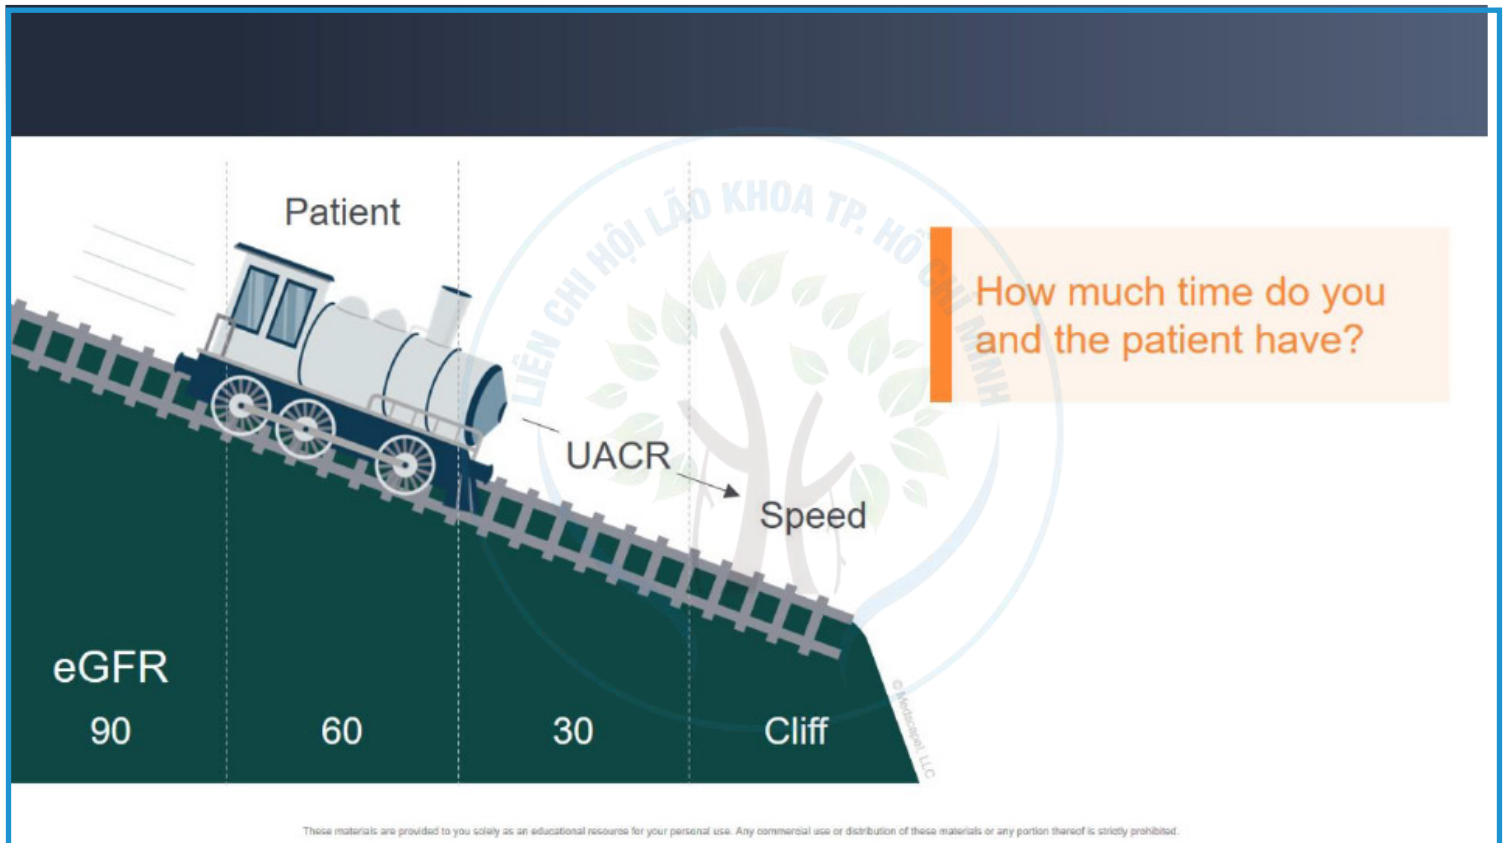 Patient
LIÊN CHI HỘI LÃO KHOA TP. HỒ CHÍ MINH
How much time do you
and the patient have?
UACR
Speed
eGFR
90
60
30
Cliff
© Medscape, LLC
These materials are provided to you solely as an educational resource for your personal use. Any commercial use or distribution of these materials or any portion thereof is strictly prohibited.